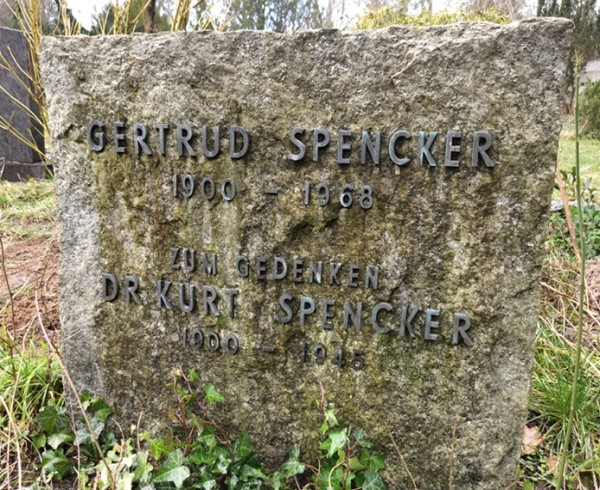 GERTRUD SPENCKER
1900 – 1968
ZUM GEDENKEN
DR. KURT SPENCKER
1900 – 1945